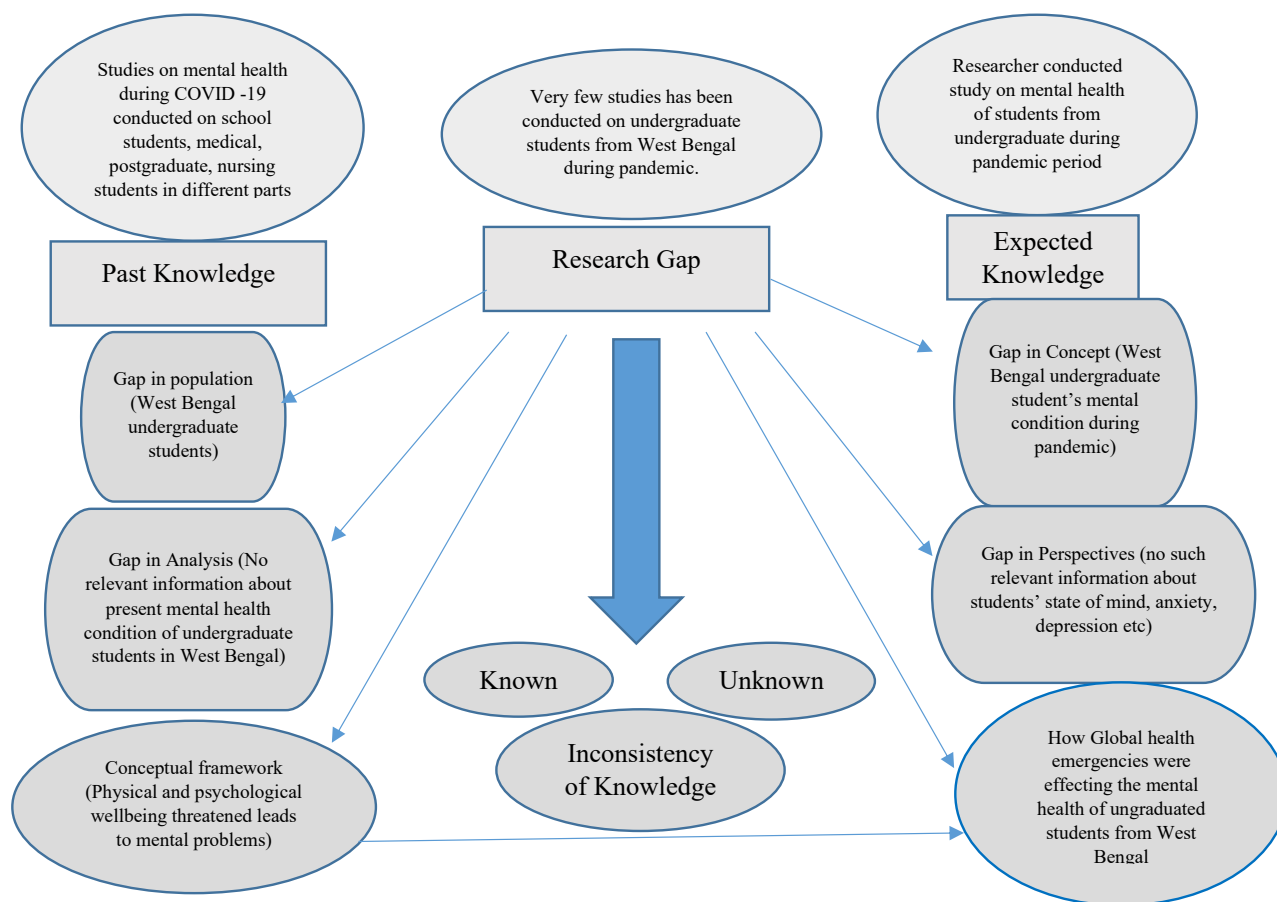 Studies on mental health
during COVID -19
conducted on school
students, medical,
postgraduate, nursing
students in different parts
Very few studies has been
conducted on undergraduate
students from West Bengal
during pandemic.
Researcher conducted
study on mental health
of students from
undergraduate during
pandemic period
Past Knowledge
Research Gap
Expected
Knowledge
Gap in population
(West Bengal
undergraduate
students)
Gap in Concept (West
Bengal undergraduate
student’s mental
condition during
pandemic)
Gap in Analysis (No
relevant information about
present mental health
condition of undergraduate
students in West Bengal)
Gap in Perspectives (no such
relevant information about
students’ state of mind, anxiety,
depression etc)
Known
Unknown
Inconsistency
of Knowledge
Conceptual framework
(Physical and psychological
wellbeing threatened leads
to mental problems)
How Global health
emergencies were
effecting the mental
health of ungraduated
students from West
Bengal